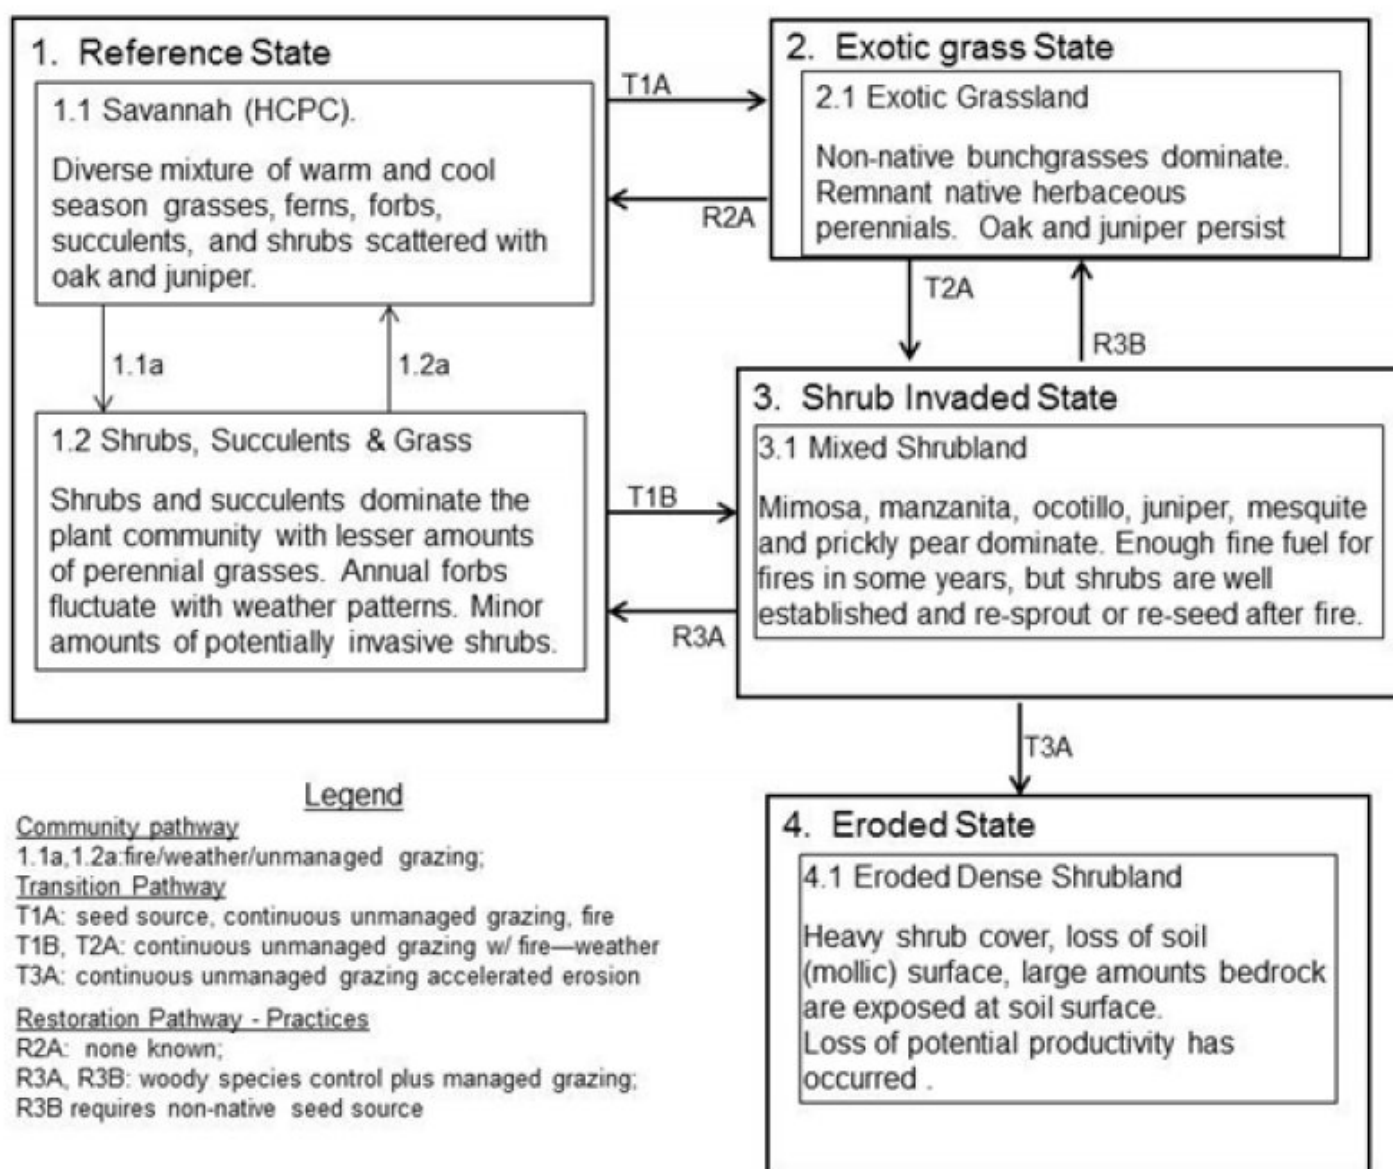 1. Reference State
1.1 Savannah (HCPC).
Diverse mixture of warm and cool
season grasses, ferns, forbs,
succulents, and shrubs scattered with
oak and juniper.
1.1a
1.2a
1.2 Shrubs, Succulents & Grass
Shrubs and succulents dominate the
plant community with lesser amounts
of perennial grasses. Annual forbs
fluctuate with weather patterns. Minor
amounts of potentially invasive shrubs.
T1A
R2A
2. Exotic grass State
2.1 Exotic Grassland
Non-native bunchgrasses dominate.
Remnant native herbaceous
perennials. Oak and juniper persist
T2A
R3B
T1B
R3A
3. Shrub Invaded State
3.1 Mixed Shrubland
Mimosa, manzanita, ocotillo, juniper, mesquite
and prickly pear dominate. Enough fine fuel for
fires in some years, but shrubs are well
established and re-sprout or re-seed after fire.
T3A
4. Eroded State
4.1 Eroded Dense Shrubland
Heavy shrub cover, loss of soil
(mollic) surface, large amounts bedrock
are exposed at soil surface.
Loss of potential productivity has
occurred .
Legend
Community pathway
1.1a,1.2a:fire/weather/unmanaged grazing;
Transition Pathway
T1A: seed source, continuous unmanaged grazing, fire
T1B, T2A: continuous unmanaged grazing w/ fire—weather
T3A: continuous unmanaged grazing accelerated erosion
Restoration Pathway - Practices
R2A: none known;
R3A, R3B: woody species control plus managed grazing;
R3B requires non-native seed source